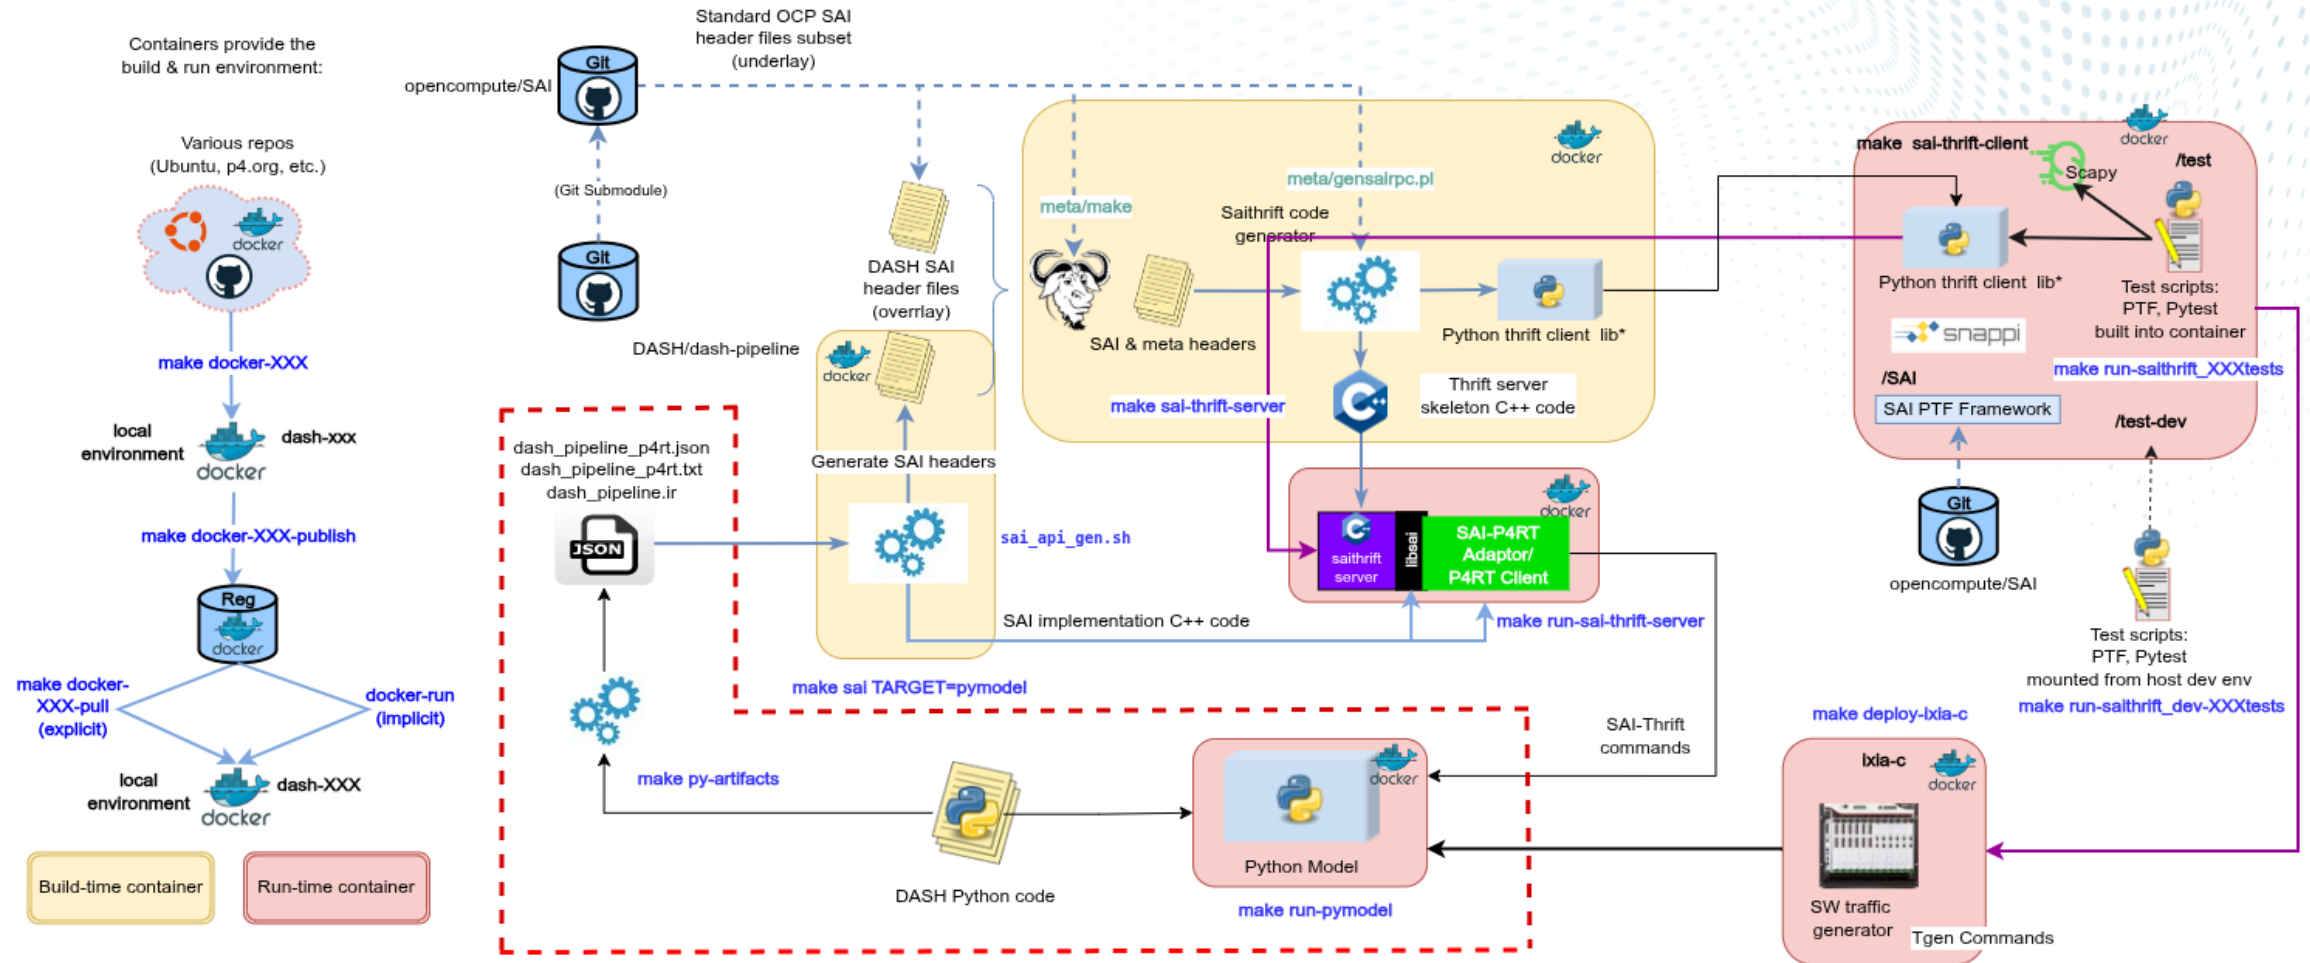 Containers provide the
build & run environment:
Various repos
(Ubuntu, p4.org, etc.)
docker
make docker-XXX
local
environment
dash-xxx
docker
make docker-XXX-publish
Reg
docker
make docker-
XXX-pull
(explicit)
docker-run
(implicit)
local
environment
dash-XXX
docker
Build-time container
Run-time container
Standard OCP SAI
header files subset
(underlay)
opencompute/SAI
Git
(Git Submodule)
Git
DASH/dash-pipeline
DASH SAI
header files
(overrlay)
docker
Generate SAI headers
sai_api_gen.sh
dash_pipeline_p4rt.json
dash_pipeline_p4rt.txt
dash_pipeline.ir
JSON
make py-artifacts
make sai TARGET=pymodel
SAI implementation C++ code
DASH Python code
docker
meta/make
meta/gensairpc.pl
Saithrift code
generator
SAI & meta headers
Python thrift client lib*
make sai-thrift-server
C++
Thrift server
skeleton C++ code
docker
C++
saithrift
server
libsai
SAI-P4RT
Adaptor/
P4RT Client
make run-sai-thrift-server
SAI-Thrift
commands
docker
Python Model
make run-pymodel
docker
make sai-thrift-client
Scapy
/test
Python thrift client lib*
Test scripts:
PTF, Pytest
built into container
snappi
make run-saithrift_XXXtests
/SAI
SAI PTF Framework
/test-dev
Git
opencompute/SAI
Test scripts:
PTF, Pytest
mounted from host dev env
make run-saithrift_dev-XXXtests
make deploy-ixia-c
ixia-c
docker
SW traffic
generator
Tgen Commands